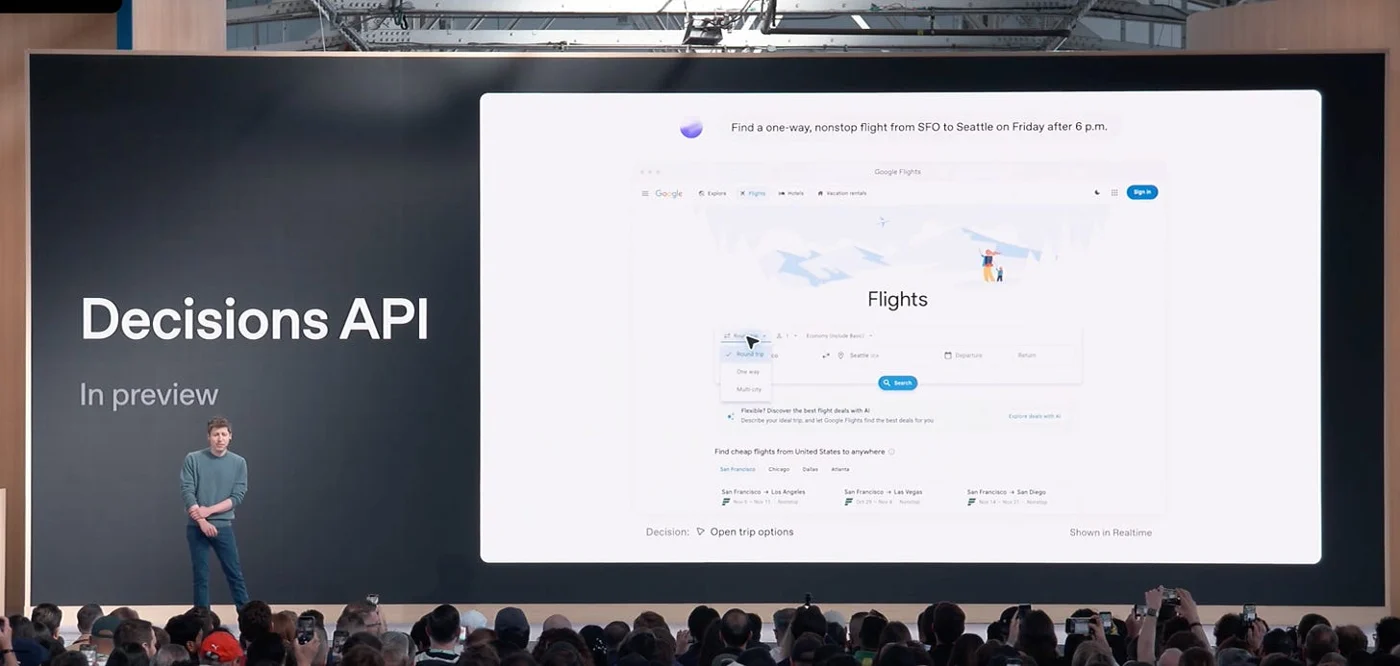 Decisions API
In preview
Find a one-way, nonstop flight from SFO to Seattle on Friday after 6 p.m.
Google Flights
Google Explore Flights Hotels Vacation rentals Sign in
Flights
1 Economy (include Basic)
Round trip
Seattle Departure Return
One way
Multi-city
Search
Flexible? Discover the best flight deals with AI
Describe your ideal trip, and let Google Flights find the best deals for you
Explore deals with AI
Find cheap flights from United States to anywhere
San Francisco Chicago Dallas Atlanta
San Francisco → Los Angeles San Francisco → Las Vegas San Francisco → San Diego
Nonstop Nonstop Nonstop
Decision: Open trip options
Shown in Realtime